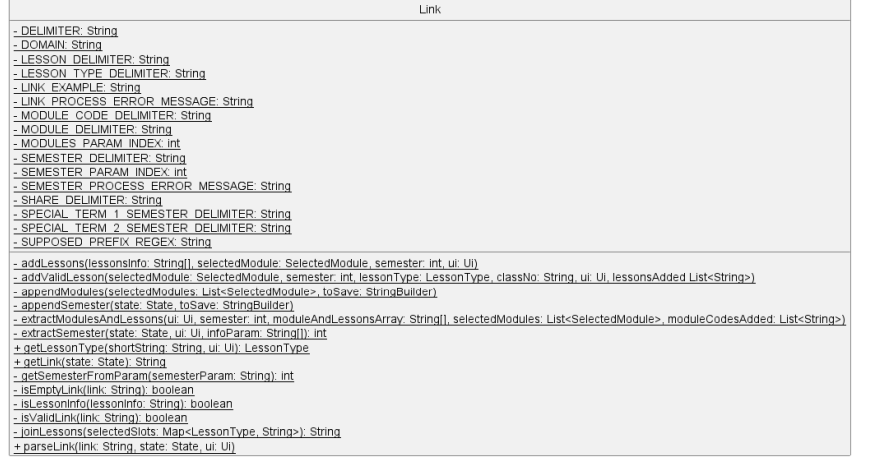 Link
- DELIMITER: String
- DOMAIN: String
- LESSON_DELIMITER: String
- LESSON_TYPE_DELIMITER: String
- LINK_EXAMPLE: String
- LINK_PROCESS_ERROR_MESSAGE: String
- MODULE_CODE_DELIMITER: String
- MODULE_DELIMITER: String
- MODULES_PARAM_INDEX: int
- SEMESTER_DELIMITER: String
- SEMESTER_PARAM_INDEX: int
- SEMESTER_PROCESS_ERROR_MESSAGE: String
- SHARE_DELIMITER: String
- SPECIAL_TERM_1_SEMESTER_DELIMITER: String
- SPECIAL_TERM_2_SEMESTER_DELIMITER: String
- SUPPOSED_PREFIX_REGEX: String
- addLessons(lessonsInfo: String[], selectedModule: SelectedModule, semester: int, ui: Ui)
- addValidLesson(selectedModule: SelectedModule, semester: int, lessonType: LessonType, classNo: String, ui: Ui, lessonsAdded List<String>)
- appendModules(selectedModules: List<SelectedModule>, toSave: StringBuilder)
- appendSemester(state: State, toSave: StringBuilder)
- extractModulesAndLessons(ui: Ui, semester: int, moduleAndLessonsArray: String[], selectedModules: List<SelectedModule>, moduleCodesAdded: List<String>)
- extractSemester(state: State, ui: Ui, infoParam: String[]): int
+ getLessonType(shortString: String, ui: Ui): LessonType
+ getLink(state: State): String
- getSemesterFromParam(semesterParam: String): int
- isEmptyLink(link: String): boolean
- isLessonInfo(lessonInfo: String): boolean
- isValidLink(link: String): boolean
- joinLessons(selectedSlots: Map<LessonType, String>): String
+ parseLink(link: String, state: State, ui: Ui)